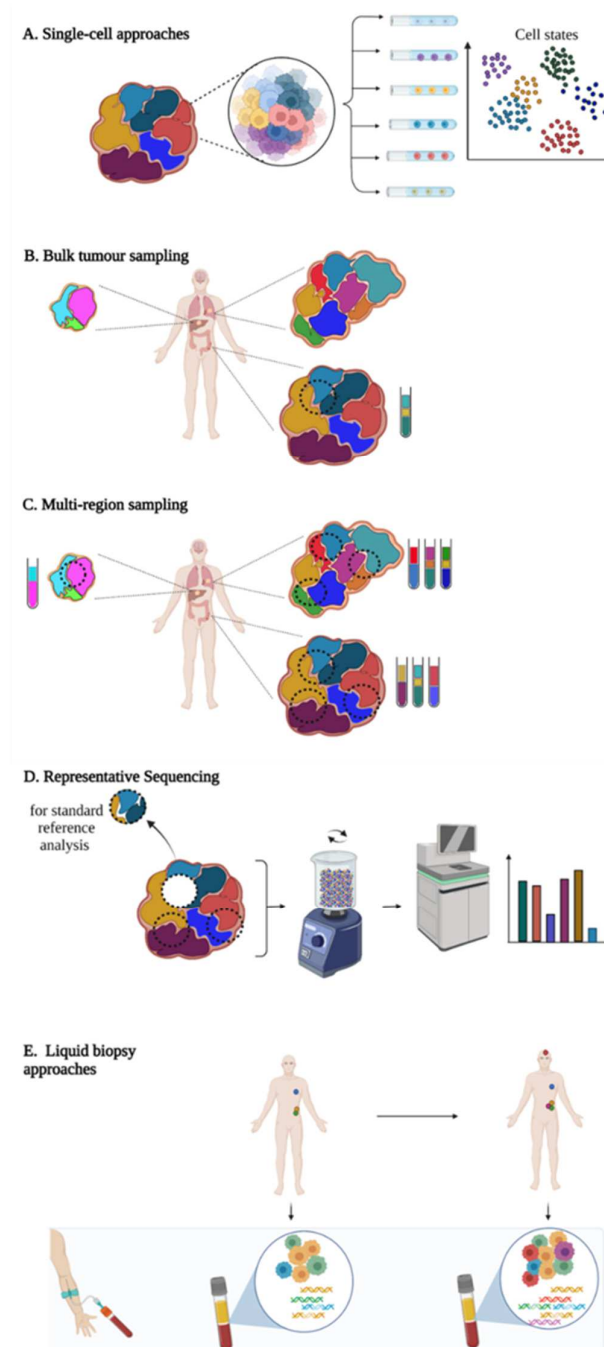 A. Single-cell approaches
Cell states
B. Bulk tumour sampling
C. Multi-region sampling
D. Representative Sequencing
for standard
reference
analysis
E. Liquid biopsy
approaches